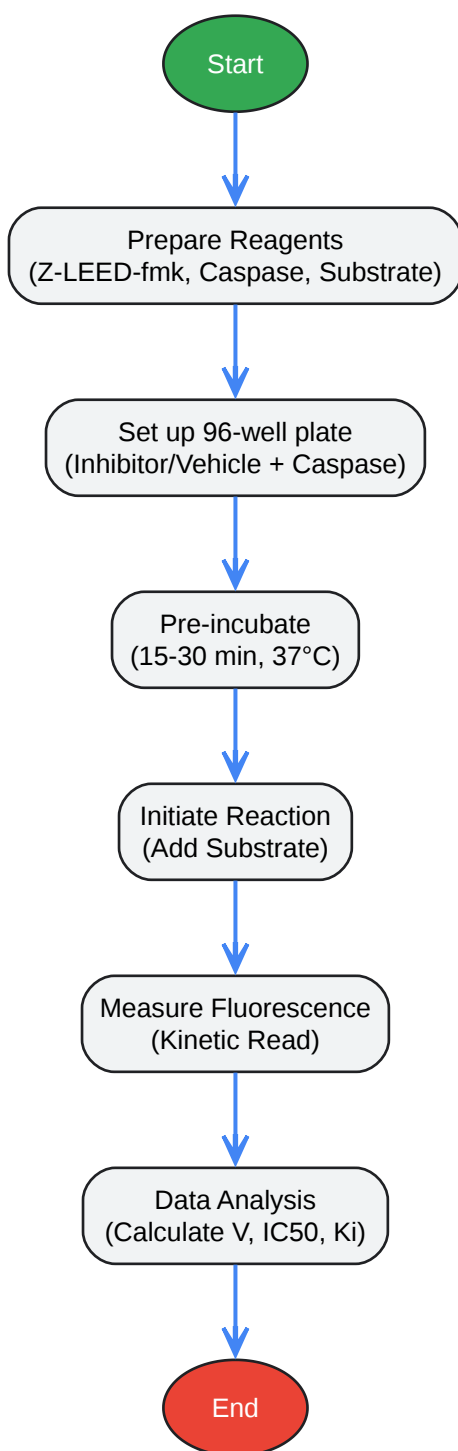 Start
Prepare Reagents
(Z-LEED-fmk, Caspase, Substrate)
Set up 96-well plate
(Inhibitor/Vehicle + Caspase)
Pre-incubate
(15-30 min, 37°C)
Initiate Reaction
(Add Substrate)
Measure Fluorescence
(Kinetic Read)
Data Analysis
(Calculate V, IC50, Ki)
End